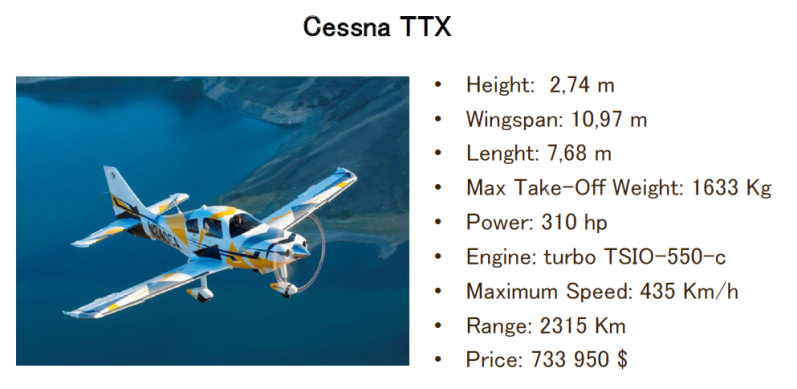 Cessna TTX
• Height:  2,74 m
• Wingspan: 10,97 m
• Lenght: 7,68 m
• Max Take-Off Weight: 1633 Kg
• Power: 310 hp
• Engine: turbo TSIO-550-c
• Maximum Speed: 435 Km/h
• Range: 2315 Km
• Price: 733 950 $